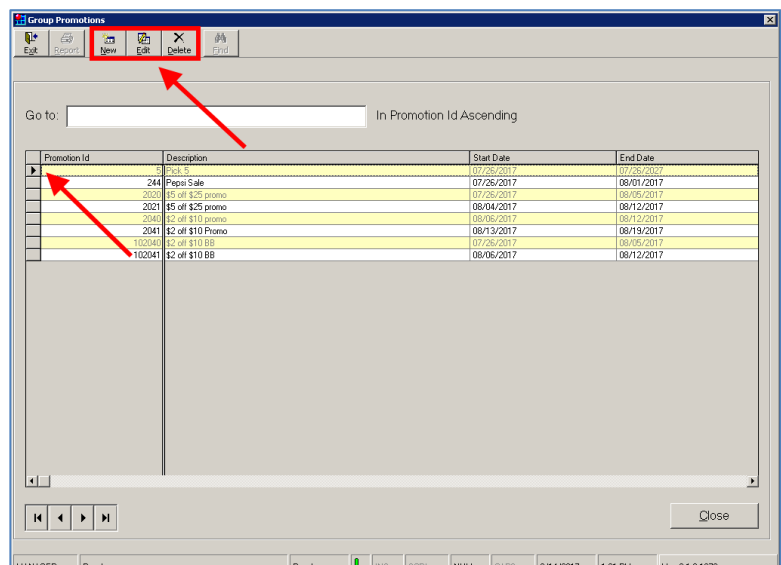 Group Promotions
Exit Report New Edit Delete Find
Go to: In Promotion Id Ascending
Promotion Id Description Start Date End Date
5 Pick 5 07/26/2017 07/26/2027
244 Pepsi Sale 07/26/2017 08/01/2017
2020 $5 off $25 promo 07/26/2017 08/05/2017
2021 $5 off $25 promo 08/04/2017 08/12/2017
2040 $2 off $10 promo 08/06/2017 08/12/2017
2041 $2 off $10 Promo 08/13/2017 08/19/2017
102040 $2 off $10 BB 07/26/2017 08/05/2017
102041 $2 off $10 BB 08/06/2017 08/12/2017
Close